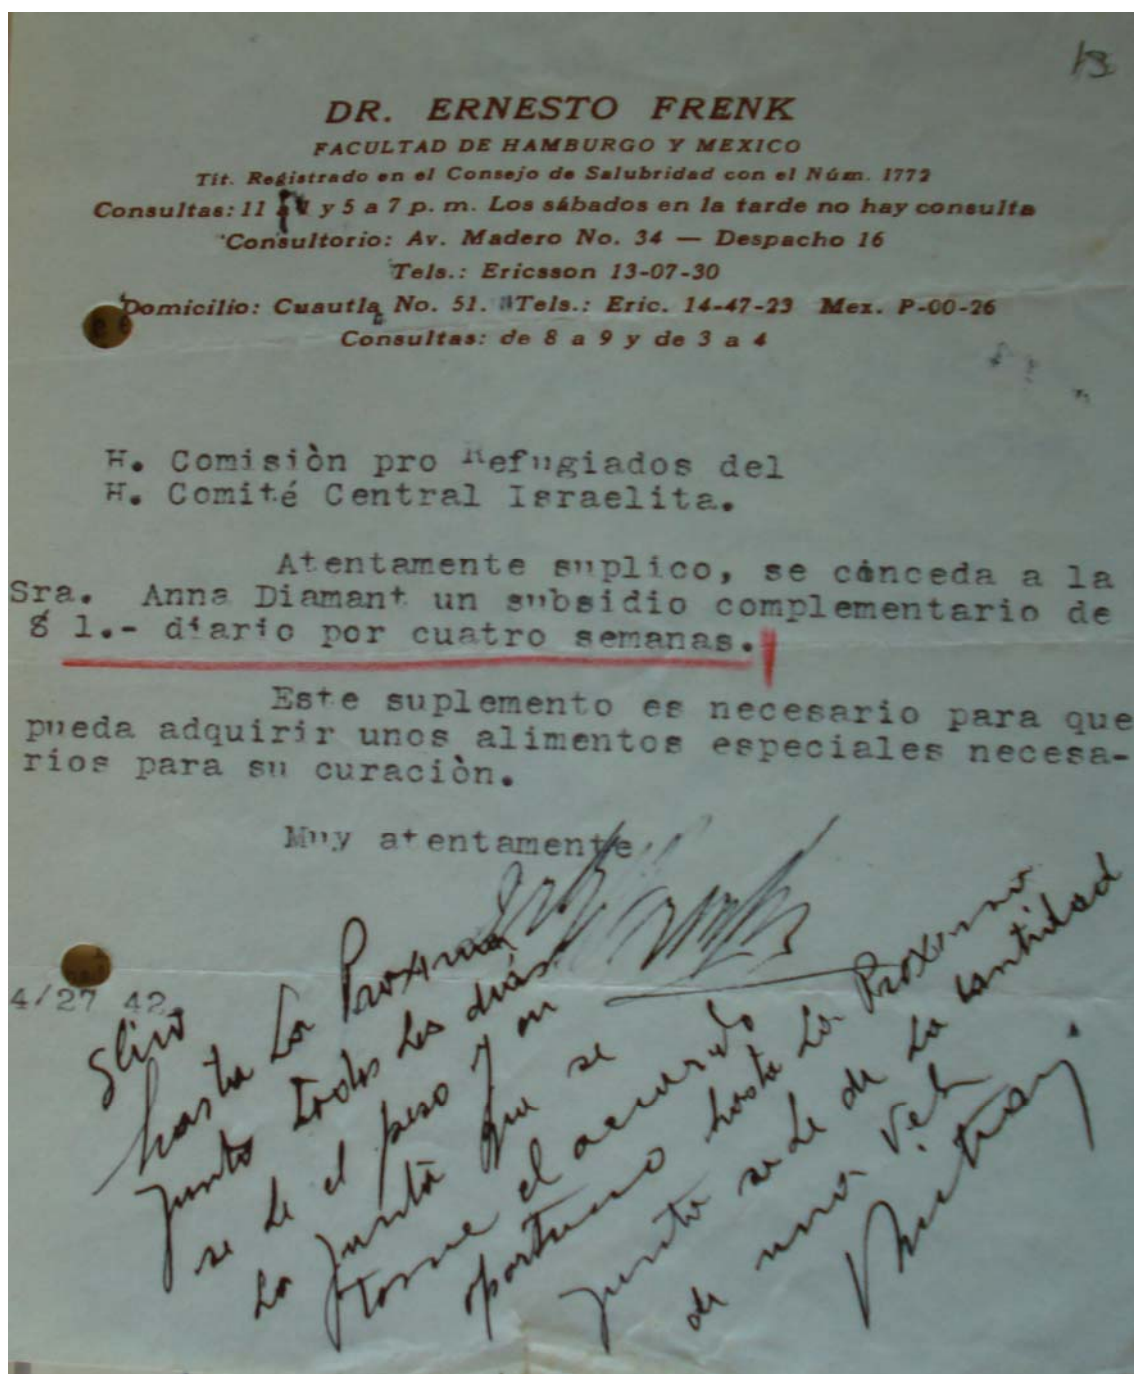 13
DR. ERNESTO FRENK
FACULTAD DE HAMBURGO Y MEXICO
Tit. Registrado en el Consejo de Salubridad con el Núm. 1772
Consultas: 11 a 1 y 5 a 7 p. m. Los sábados en la tarde no hay consulta
Consultorio: Av. Madero No. 34 — Despacho 16
Tels.: Ericsson 13-07-30
Domicilio: Cuautla No. 51. Tels.: Eric. 14-47-23 Mex. P-00-26
Consultas: de 8 a 9 y de 3 a 4
H. Comisiòn pro Refugiados del
H. Comité Central Israelita.
Atentamente suplico, se conceda a la
Sra. Anna Diamant un subsidio complementario de
$ 1.- diario por cuatro semanas.
Este suplemento es necesario para que
pueda adquirir unos alimentos especiales necesa-
rios para su curaciòn.
Muy atentamente
4/27 42
hasta La Proxima
Junta todos los dias
se le el peso y en
la Junta que se
tome el acuerdo
oportuno hasta La Proxima
junta se le de La Cantidad
de una Vez